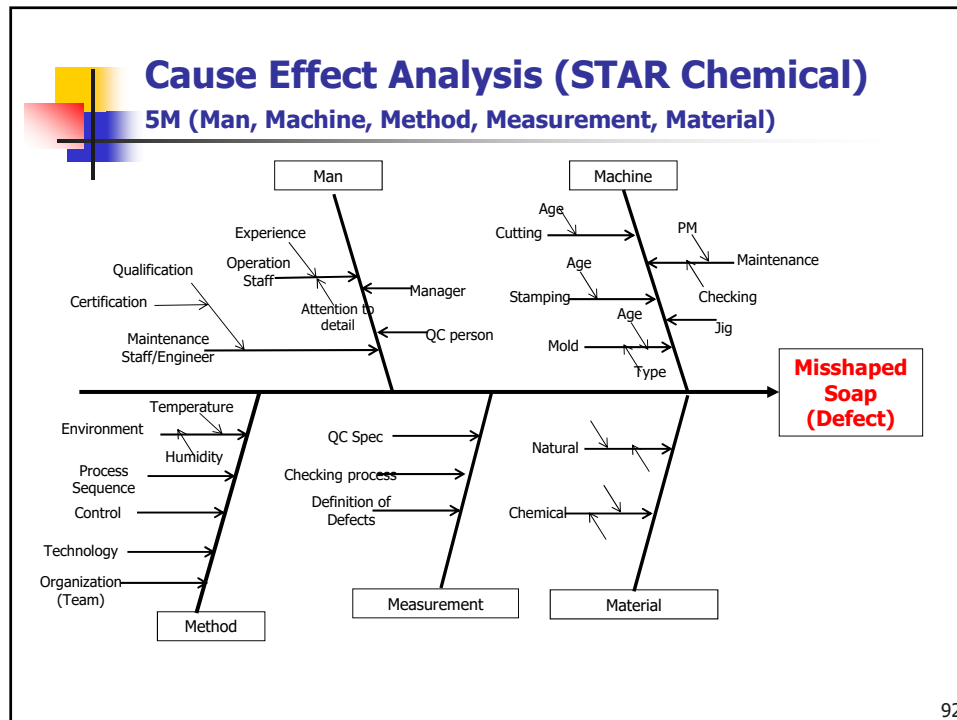 Cause Effect Analysis (STAR Chemical)
5M (Man, Machine, Method, Measurement, Material)
Man
Machine
Experience
Operation
Staff
Qualification
Certification
Attention to
detail
Manager
QC person
Maintenance
Staff/Engineer
Age
Cutting
PM
Maintenance
Age
Stamping
Checking
Age
Jig
Mold
Type
Misshaped
Soap
(Defect)
Temperature
Environment
Humidity
Process
Sequence
Control
Technology
Organization
(Team)
Method
QC Spec
Checking process
Definition of
Defects
Measurement
Natural
Chemical
Material
92